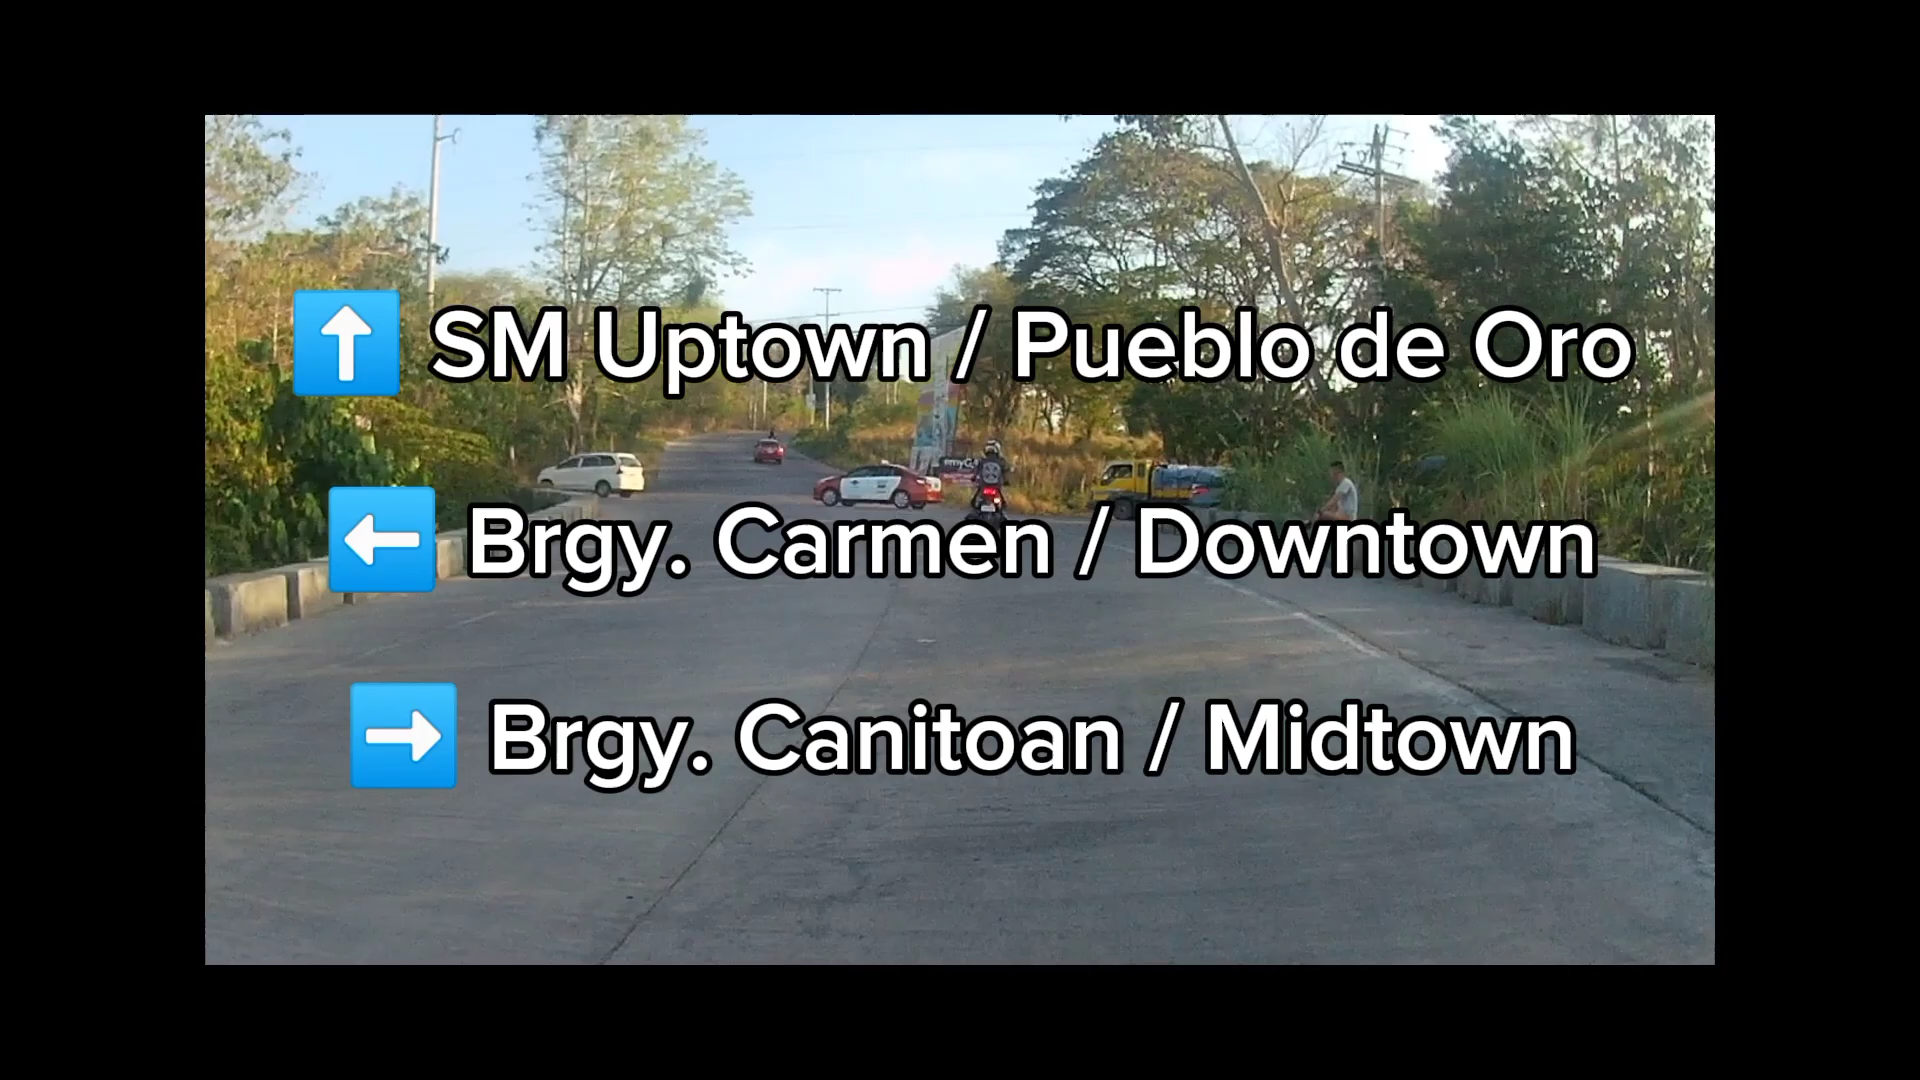 ⬆️ SM Uptown / Pueblo de Oro
⬅️ Brgy. Carmen / Downtown
➡️ Brgy. Canitoan / Midtown